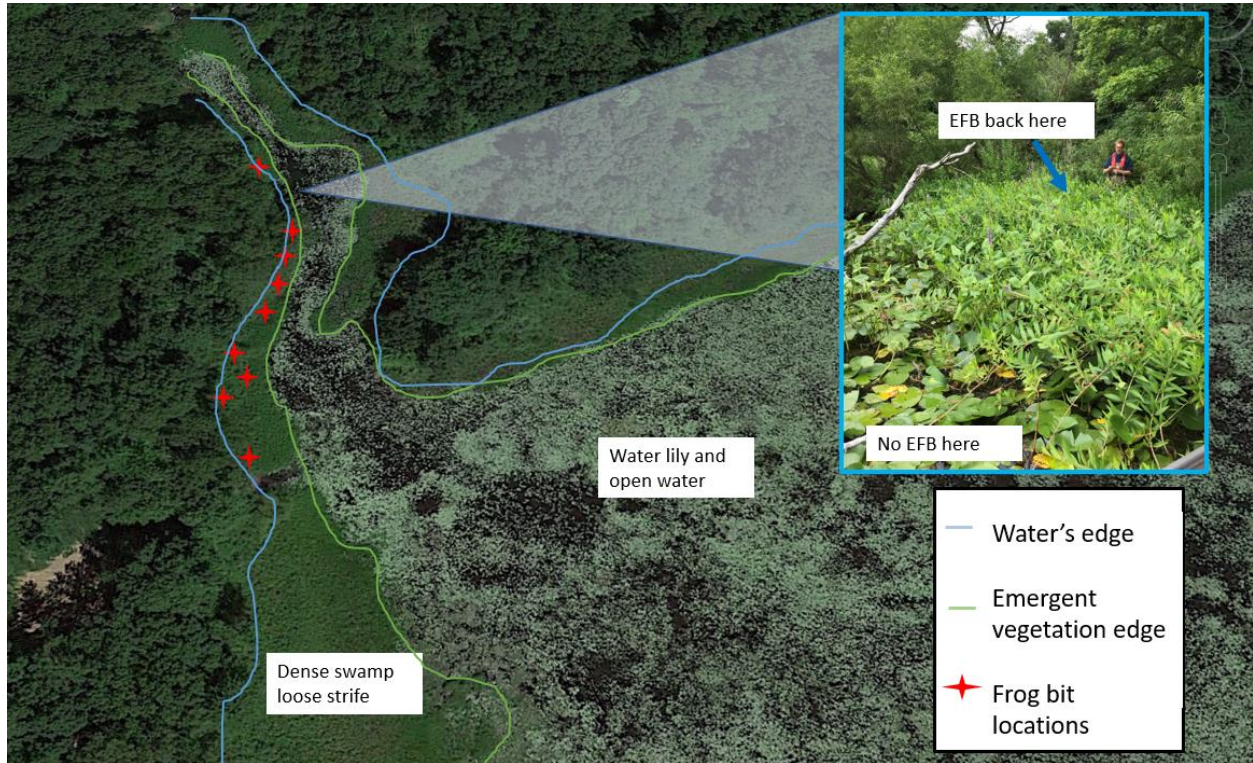 EFB back here
No EFB here
Water lily and
open water
Dense swamp
loose strife
Water's edge
Emergent
vegetation edge
Frog bit
locations